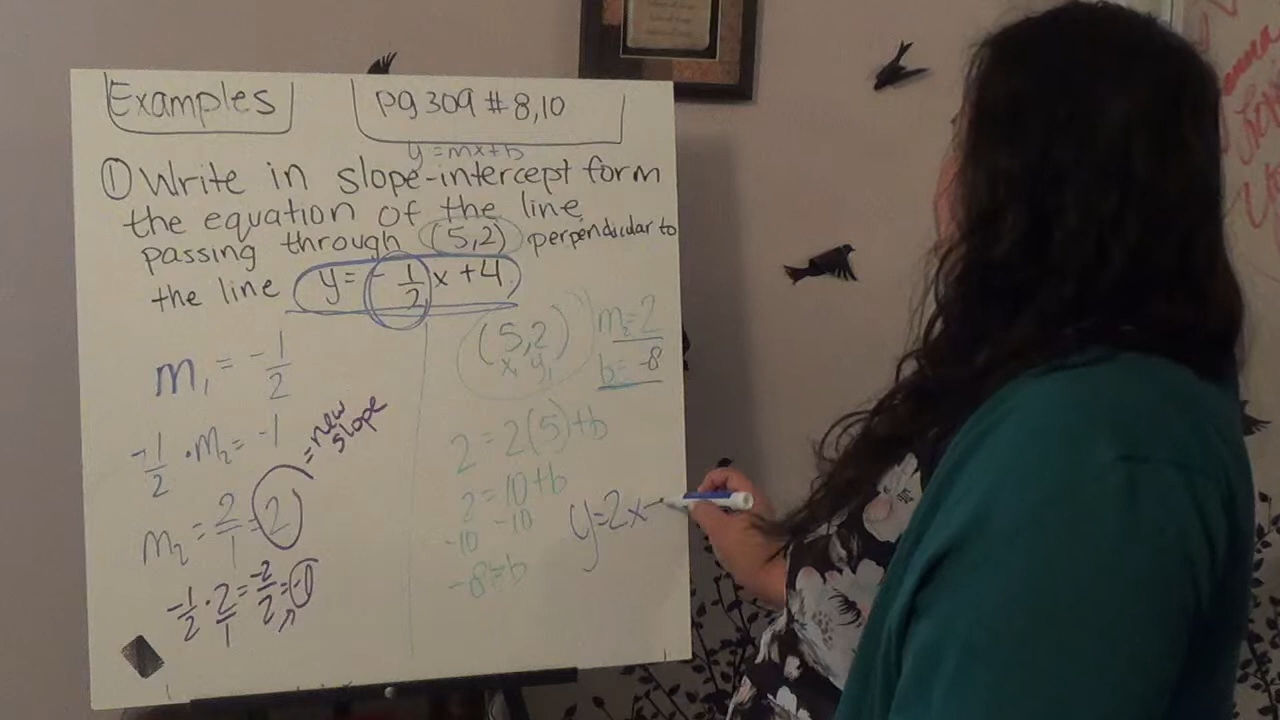 Examples
pg 309 #8,10
y=mx+b
① Write in slope-intercept form
the equation of the line
passing through (5,2) perpendicular to
the line y= -1/2 x +4
m₁ = -1/2
-1/2 · m₂ = -1
m₂ = 2/1 = 2
= new slope
-1/2 · 2/1 = -2/2 = -1
(5,2)
x₁ y₁
m₂=2
b= -8
2=2(5)+b
2=10+b
-10 -10
-8=b
y=2x-